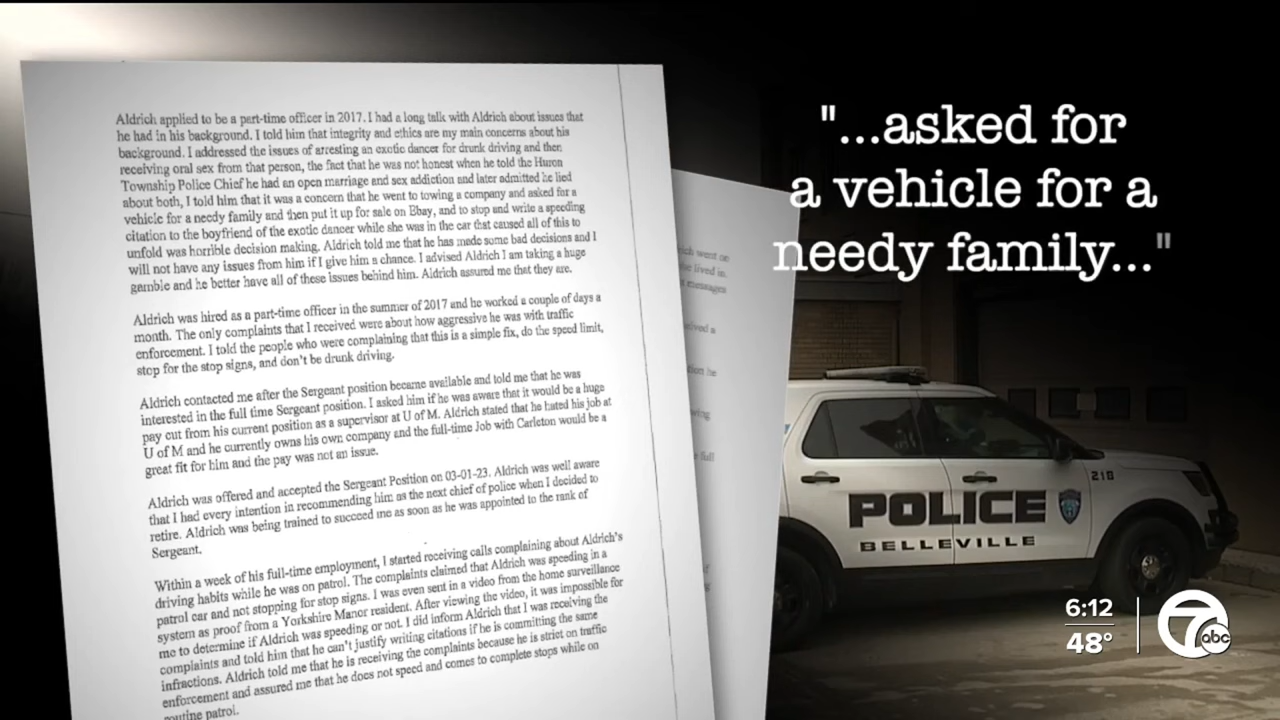 Aldrich applied to be a part-time officer in 2017. I had a long talk with Aldrich about issues that
he had in his background. I told him that integrity and ethics are my main concerns about his
background. I addressed the issues of arresting an exotic dancer for drunk driving and then
receiving oral sex from that person, the fact that he was not honest when he told the Huron
Township Police Chief he had an open marriage and sex addiction and later admitted he lied
about both, I told him that it was a concern that he went to a towing company and asked for a
vehicle for a needy family and then put it up for sale on Ebay, and to stop and write a speeding
citation to the boyfriend of the exotic dancer while she was in the car that caused all of this to
unfold was horrible decision making. Aldrich told me that he has made some bad decisions and I
will not have any issues from him if I give him a chance. I advised Aldrich I am taking a huge
gamble and he better have all of these issues behind him. Aldrich assured me that they are.
Aldrich was hired as a part-time officer in the summer of 2017 and he worked a couple of days a
month. The only complaints that I received were about how aggressive he was with traffic
enforcement. I told the people who were complaining that this is a simple fix, do the speed limit,
stop for the stop signs, and don't be drunk driving.
Aldrich contacted me after the Sergeant position became available and told me that he was
interested in the full time Sergeant position. I asked him if he was aware that it would be a huge
pay cut from his current position as a supervisor at U of M. Aldrich stated that he hated his job at
U of M and he currently owns his own company and the full-time Job with Carleton would be a
great fit for him and the pay was not an issue.
Aldrich was offered and accepted the Sergeant Position on 03-01-23. Aldrich was well aware
that I had every intention in recommending him as the next chief of police when I decided to
retire. Aldrich was being trained to succeed me as soon as he was appointed to the rank of
Sergeant.
Within a week of his full-time employment, I started receiving calls complaining about Aldrich's
driving habits while he was on patrol. The complaints claimed that Aldrich was speeding in a
patrol car and not stopping for stop signs. I was even sent in a video from the home surveillance
system as proof from a Yorkshire Manor resident. After viewing the video, it was impossible for
me to determine if Aldrich was speeding or not. I did inform Aldrich that I was receiving the
complaints and told him that he can't justify writing citations if he is committing the same
infractions. Aldrich told me that he is receiving the complaints because he is strict on traffic
enforcement and assured me that he does not speed and comes to complete stops while on
routine patrol.
"...asked for
a vehicle for a
needy family..."
218
POLICE
BELLEVILLE
6:12
48°
7
abc